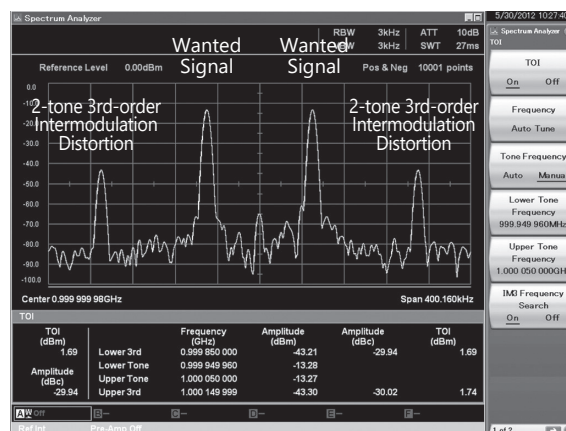 Spectrum Analyzer
5/30/2012 10:27:40
RBW 3kHz ATT 10dB
VBW 3kHz SWT 27ms
Wanted Signal
Wanted Signal
Reference Level 0.00dBm
Pos & Neg 10001 points
0.0
-10.0
2-tone 3rd-order Intermodulation Distortion
2-tone 3rd-order Intermodulation Distortion
-30.0
-40.0
-50.0
-60.0
-70.0
-80.0
-90.0
-100.0
Center 0.999 999 98GHz
Span 400.160kHz
TOI
TOI (dBm) Frequency (GHz) Amplitude (dBm) Amplitude (dBc) TOI (dBm)
1.69 Lower 3rd 0.999 850 000 -43.21 -29.94 1.69
Lower Tone 0.999 949 960 -13.28
Amplitude (dBc) Upper Tone 1.000 050 000 -13.27
-29.94 Upper 3rd 1.000 149 999 -43.30 -30.02 1.74
A W Off B - C - D - E - F -
Ref.Int Pre-Amp Off
Spectrum Analyzer
TOI
TOI
On Off
Frequency
Auto Tune
Tone Frequency
Auto Manua
Lower Tone
Frequency
999.949 960MHz
Upper Tone
Frequency
1.000 050 000GH
IM3 Frequency
Search
On Off
1 of 2